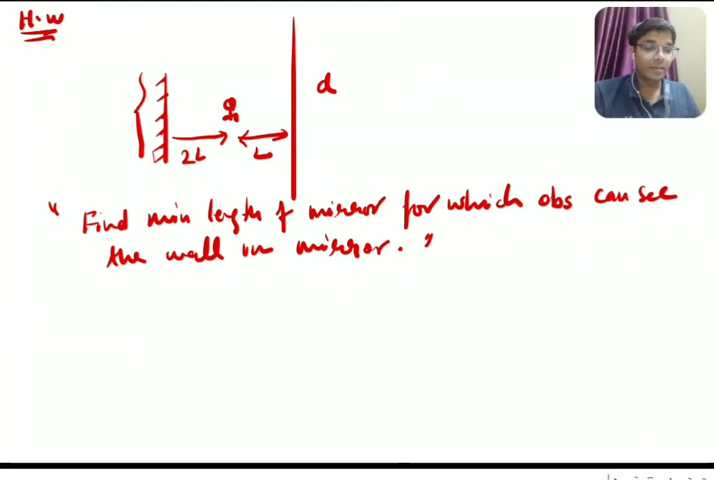 H.W
d
2L
L
" Find min length of mirror for which obs can see
the wall in mirror. "